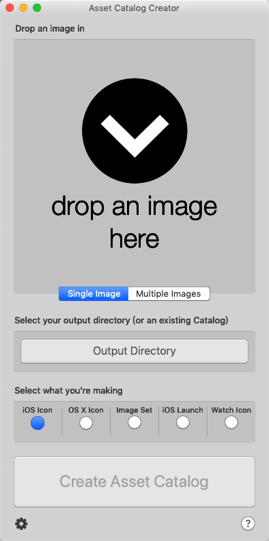 Asset Catalog Creator
Drop an image in
drop an image
here
Single Image Multiple Images
Select your output directory (or an existing Catalog)
Output Directory
Select what you're making
iOS Icon OS X Icon Image Set iOS Launch Watch Icon
Create Asset Catalog
?